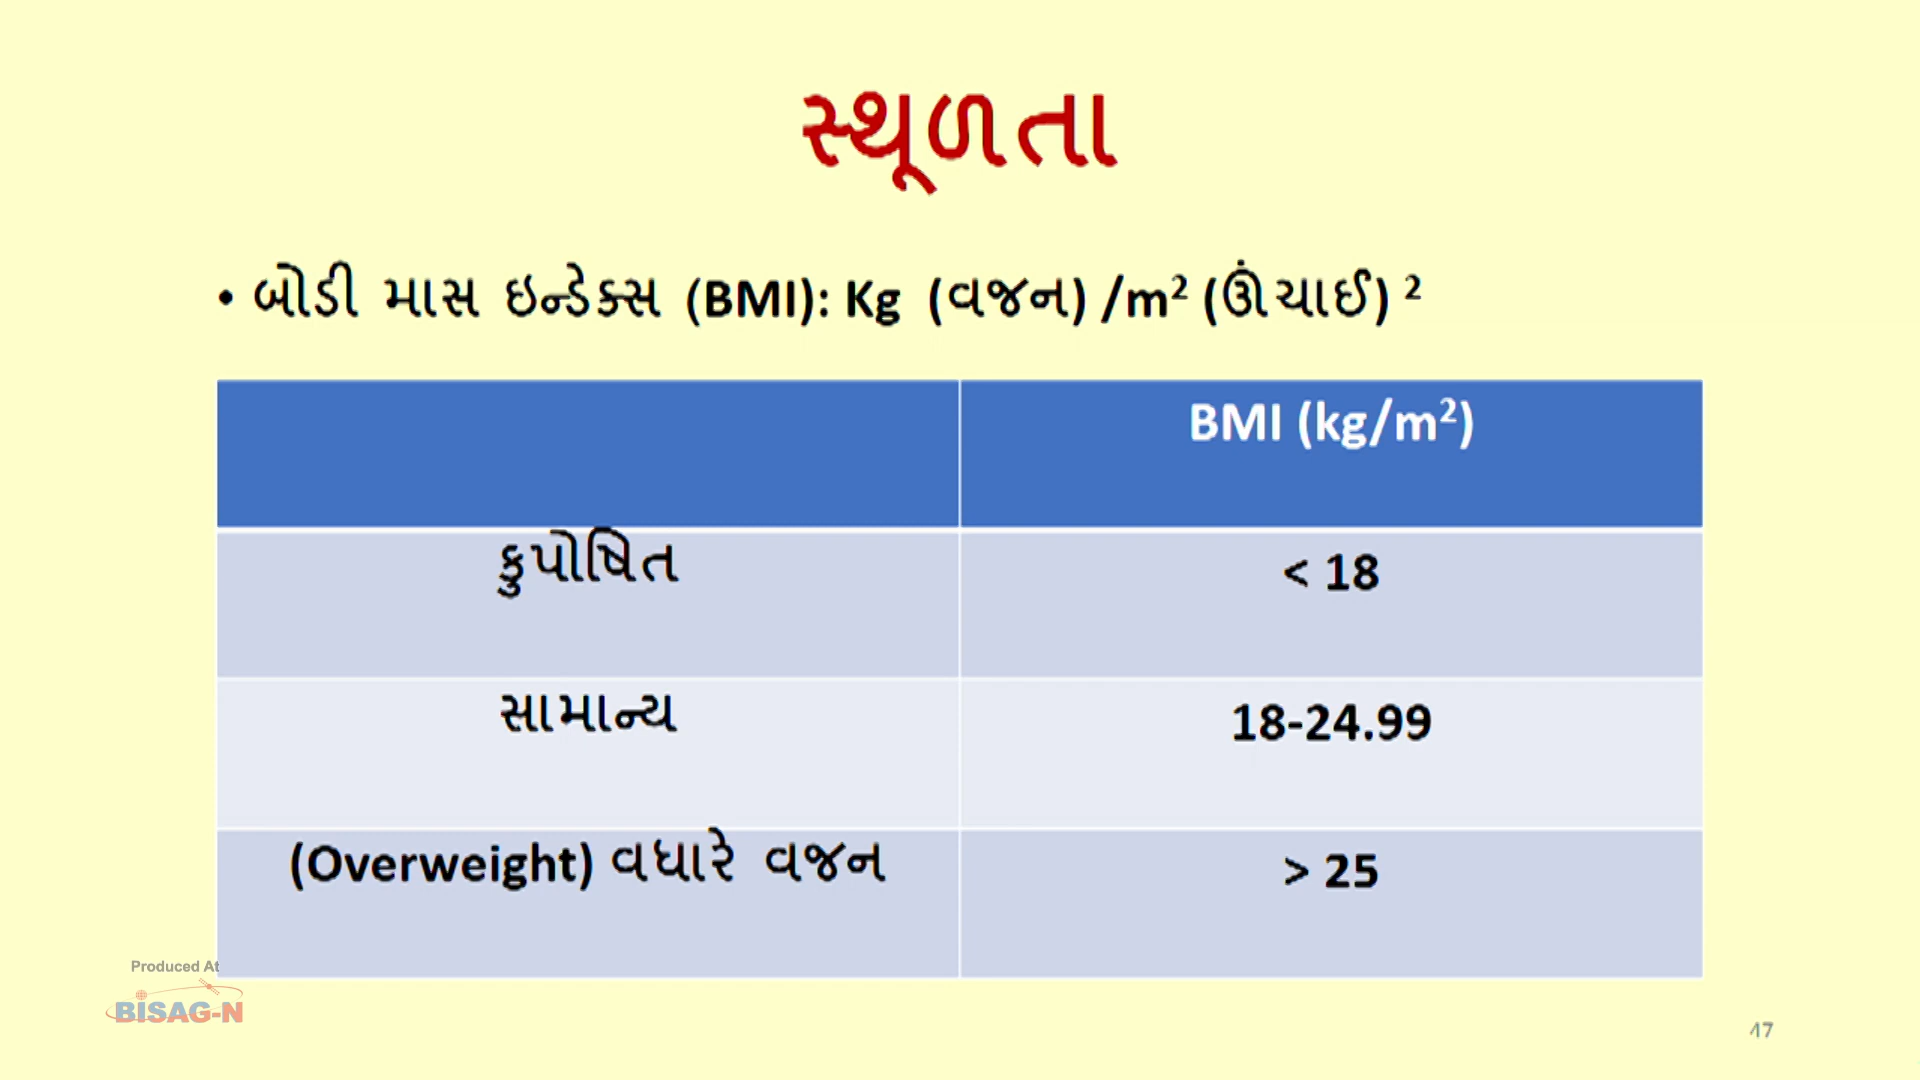 સ્થૂળતા
• બોડી માસ ઇન્ડેક્સ (BMI): Kg (વજન) /m² (ઊંચાઈ) ²
BMI (kg/m²)
કુપોષિત < 18
સામાન્ય 18-24.99
(Overweight) વધારે વજન > 25
Produced At
BISAG-N
47